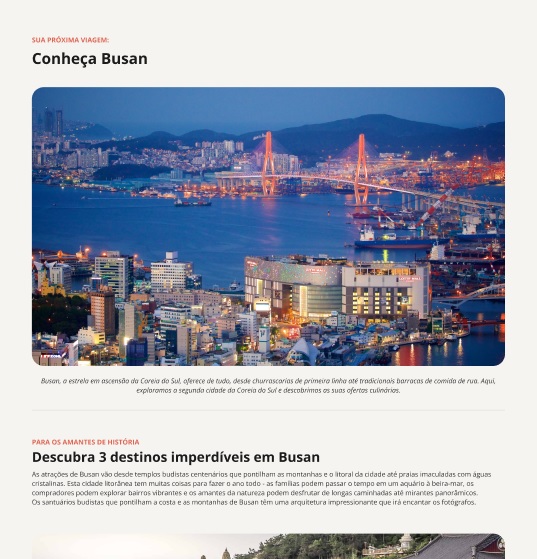 SUA PRÓXIMA VIAGEM:
Conheça Busan
Busan, a estrela em ascensão da Coreia do Sul, oferece de tudo, desde churrascarias de primeira linha até tradicionais barracas de comida de rua. Aqui,
exploramos a segunda cidade da Coreia do Sul e descobrimos as suas ofertas culinárias.
PARA OS AMANTES DE HISTÓRIA
Descubra 3 destinos imperdíveis em Busan
As atrações de Busan vão desde templos budistas centenários que pontilham as montanhas e o litoral da cidade até praias imaculadas com águas
cristalinas. Esta cidade litorânea tem muitas coisas para fazer o ano todo - as famílias podem passar o tempo em um aquário à beira-mar, os
compradores podem explorar bairros vibrantes e os amantes da natureza podem desfrutar de longas caminhadas até mirantes panorâmicos.
Os santuários budistas que pontilham a costa e as montanhas de Busan têm uma arquitetura impressionante que irá encantar os fotógrafos.